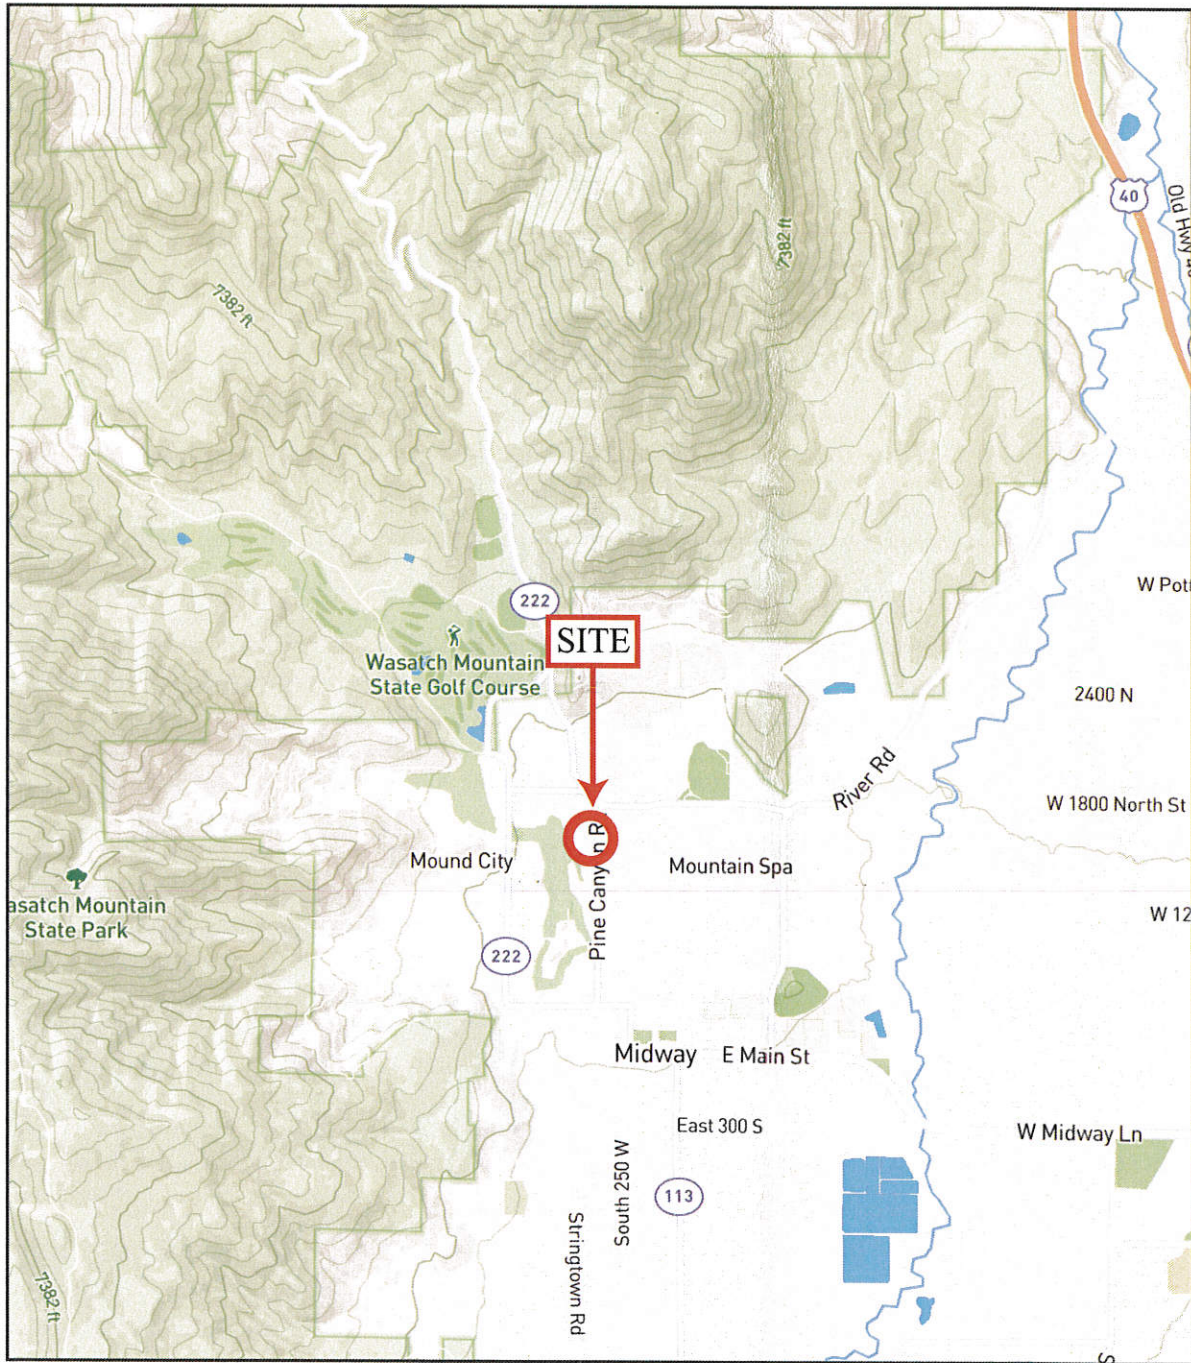 40
Old Hwy 40
7382 ft
7382 ft
222
W Pot
SITE
Wasatch Mountain
State Golf Course
2400 N
River Rd
W 1800 North St
Pine Canyon R
Mound City
Mountain Spa
asatch Mountain
State Park
W 12
222
Midway
E Main St
East 300 S
W Midway Ln
South 250 W
113
Stringtown Rd
7382 ft
S